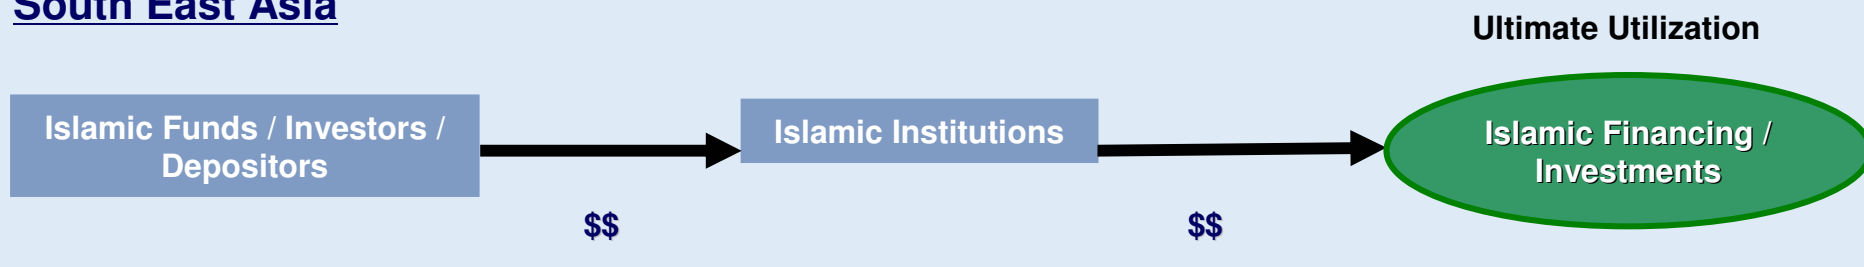 South East Asia
Ultimate Utilization
Islamic Funds / Investors /
Depositors
Islamic Institutions
Islamic Financing /
Investments
$$
$$